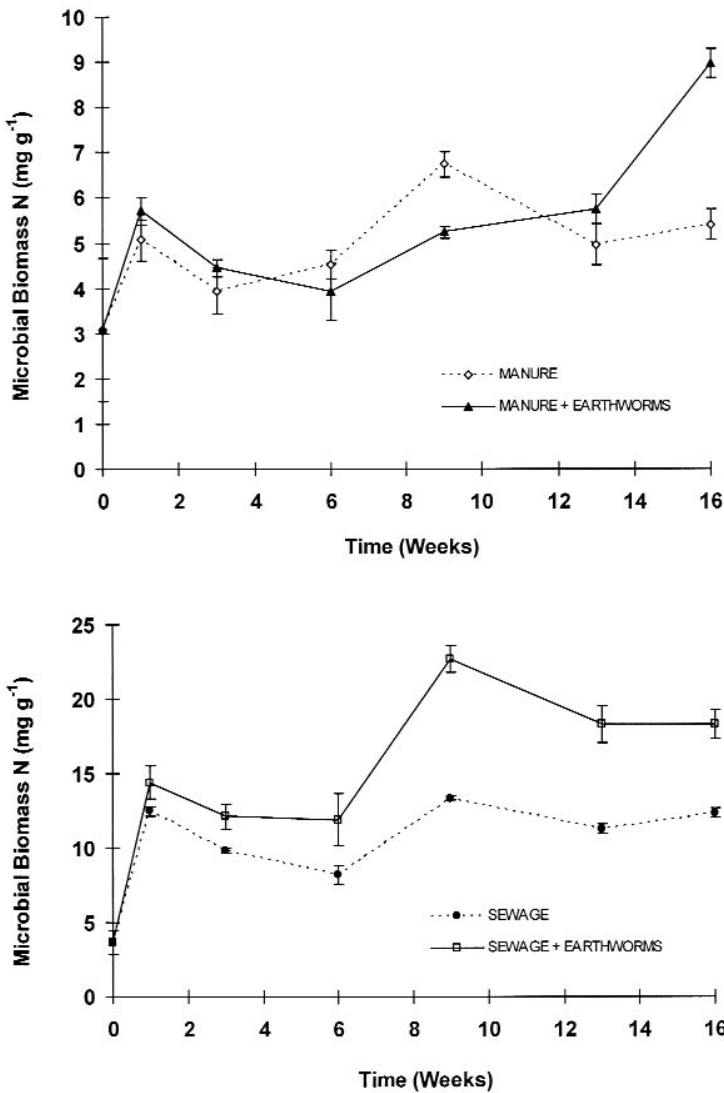 10
9
8
7
6
5
4
3
2
1
0
Microbial Biomass N (mg g⁻¹)
MANURE
MANURE + EARTHWORMS
0 2 4 6 8 10 12 14 16
Time (Weeks)
25
20
15
10
5
0
Microbial Biomass N (mg g⁻¹)
SEWAGE
SEWAGE + EARTHWORMS
0 2 4 6 8 10 12 14 16
Time (Weeks)